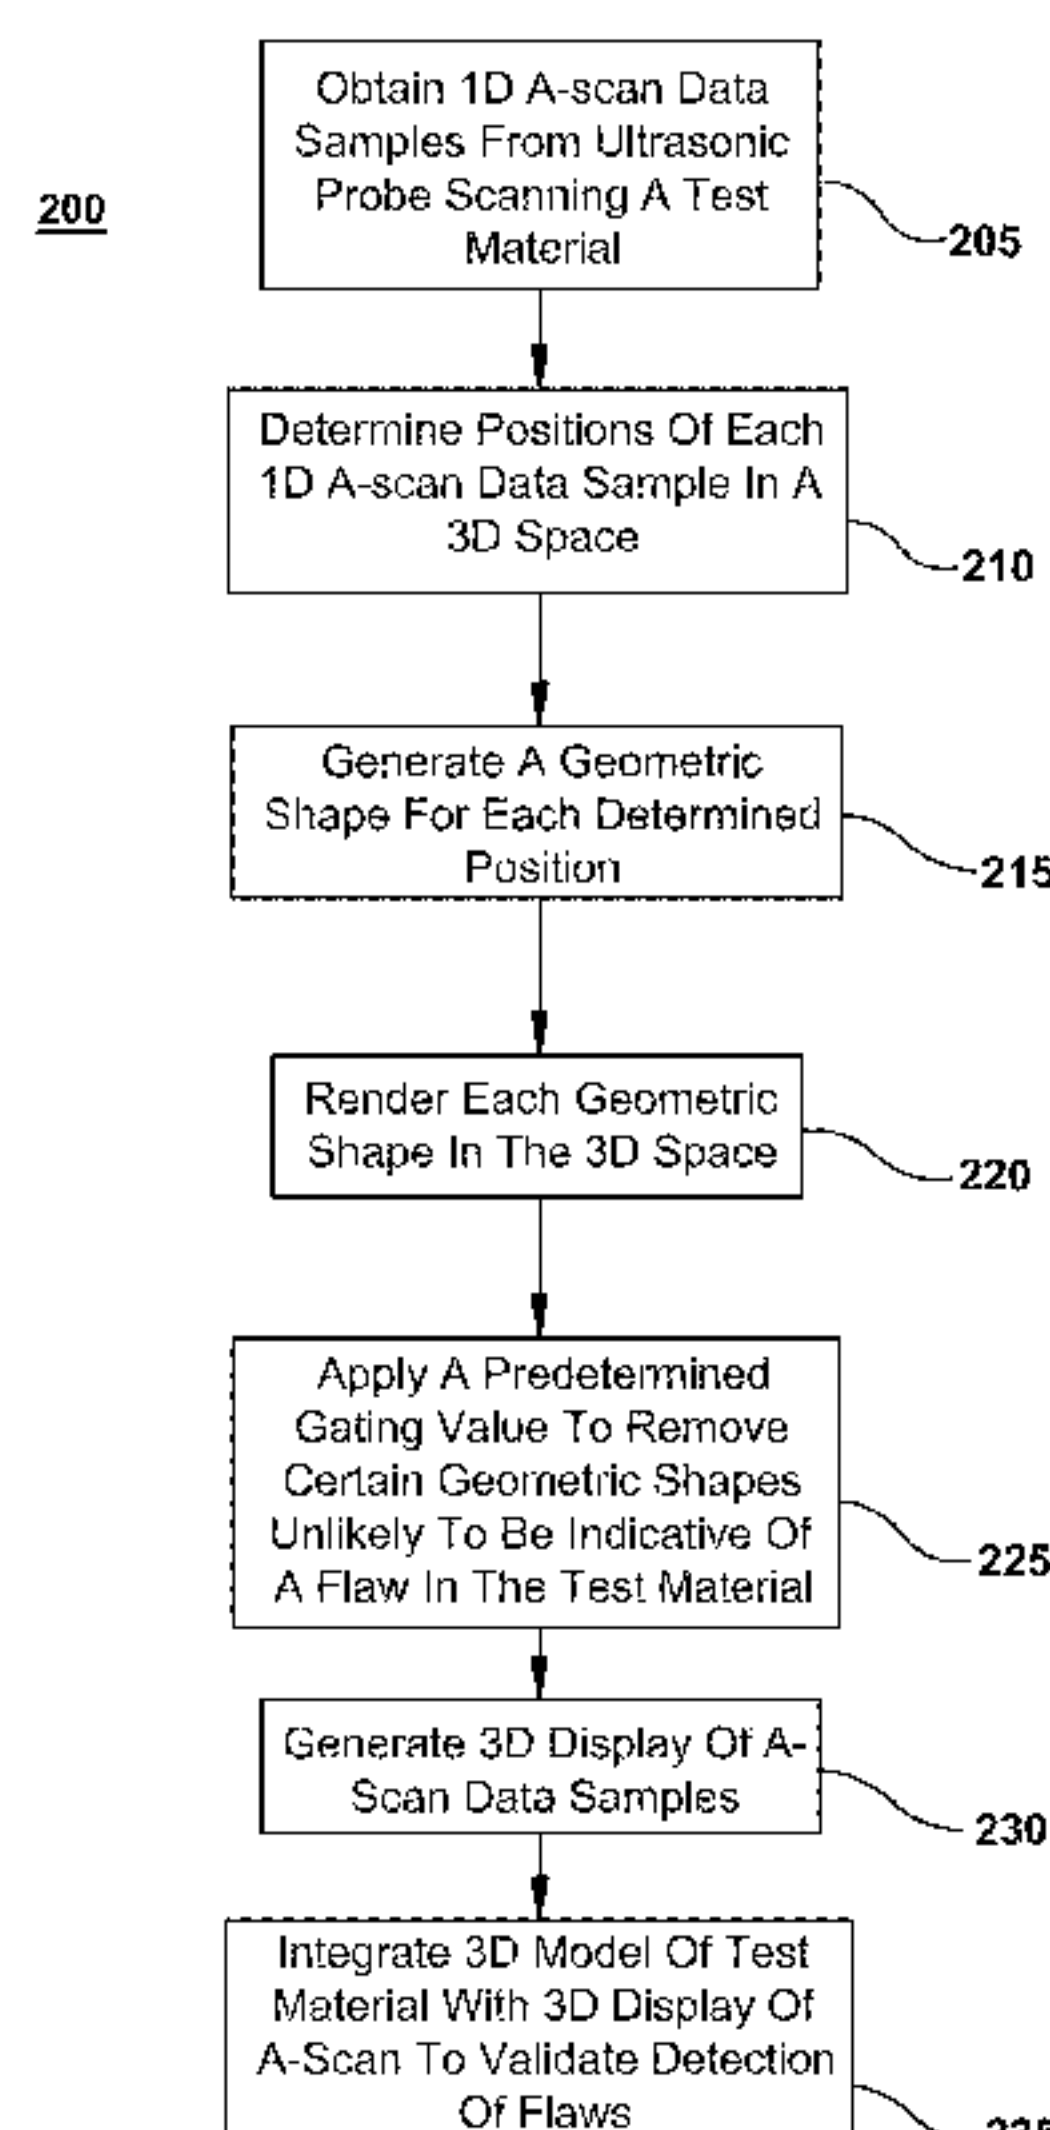 Obtain 1D A-scan Data
Samples From Ultrasonic
Probe Scanning A Test
Material
200
205
Determine Positions Of Each
1D A-scan Data Sample In A
3D Space
210
Generate A Geometric
Shape For Each Determined
Position
215
Render Each Geometric
Shape In The 3D Space
220
Apply A Predetermined
Gating Value To Remove
Certain Geometric Shapes
Unlikely To Be Indicative Of
A Flaw In The Test Material
225
Generate 3D Display Of A-
Scan Data Samples
230
Integrate 3D Model Of Test
Material With 3D Display Of
A-Scan To Validate Detection
Of Flaws